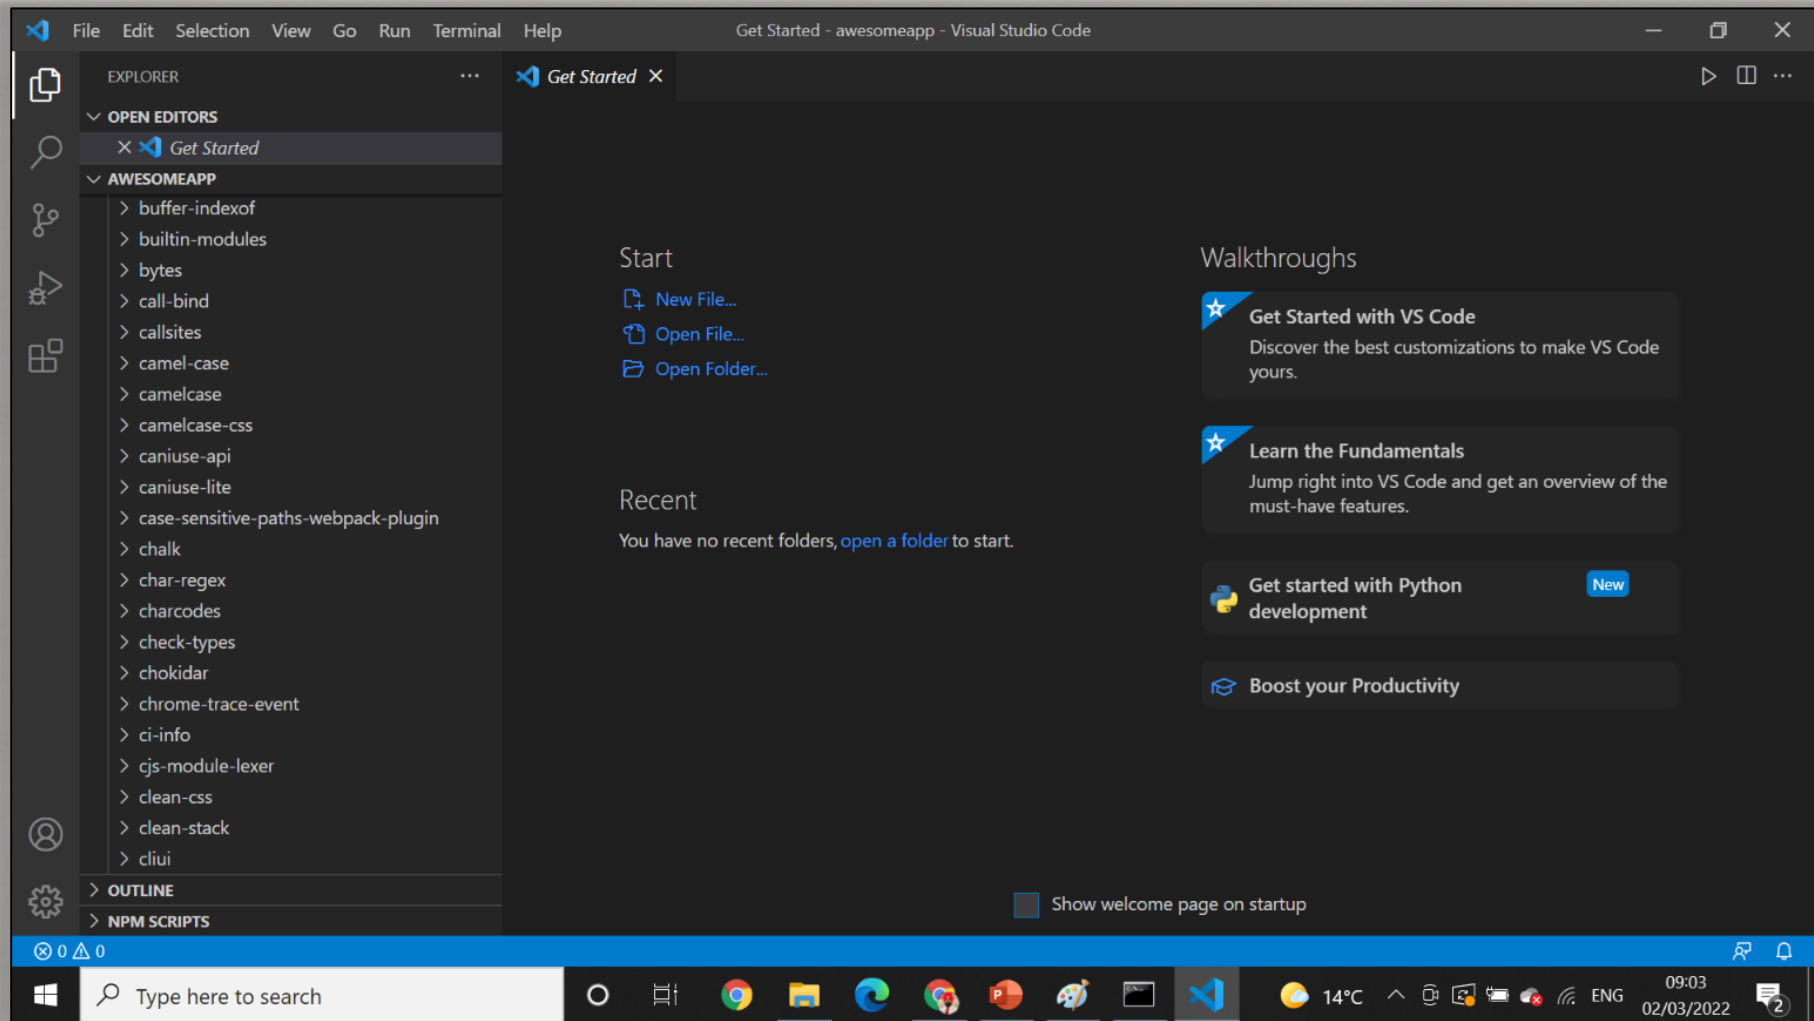 File Edit Selection View Go Run Terminal Help
Get Started - awesomeapp - Visual Studio Code
EXPLORER
OPEN EDITORS
Get Started
AWESOMEAPP
buffer-indexof
builtin-modules
bytes
call-bind
callsites
camel-case
camelcase
camelcase-css
caniuse-api
caniuse-lite
case-sensitive-paths-webpack-plugin
chalk
char-regex
charcodes
check-types
chokidar
chrome-trace-event
ci-info
cjs-module-lexer
clean-css
clean-stack
cliui
OUTLINE
NPM SCRIPTS
Get Started
Start
New File...
Open File...
Open Folder...
Recent
You have no recent folders, open a folder to start.
Walkthroughs
Get Started with VS Code
Discover the best customizations to make VS Code
yours.
Learn the Fundamentals
Jump right into VS Code and get an overview of the
must-have features.
Get started with Python
development
New
Boost your Productivity
Show welcome page on startup
0 0
Type here to search
14°C
ENG
09:03
02/03/2022
2